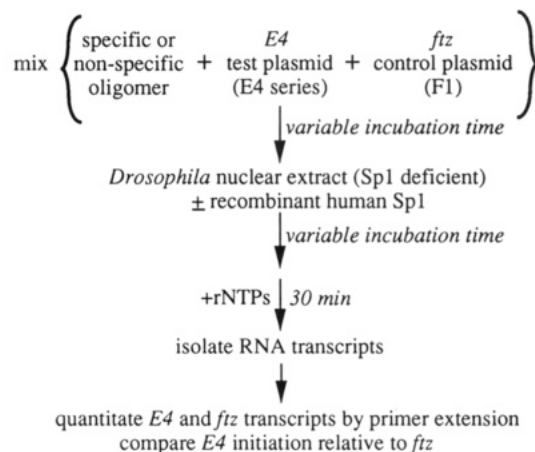 specific or E4 ftz
mix { non-specific + test plasmid + control plasmid }
oligomer (E4 series) (F1)
variable incubation time
Drosophila nuclear extract (Sp1 deficient)
± recombinant human Sp1
variable incubation time
+rNTPs 30 min
isolate RNA transcripts
quantitate E4 and ftz transcripts by primer extension
compare E4 initiation relative to ftz